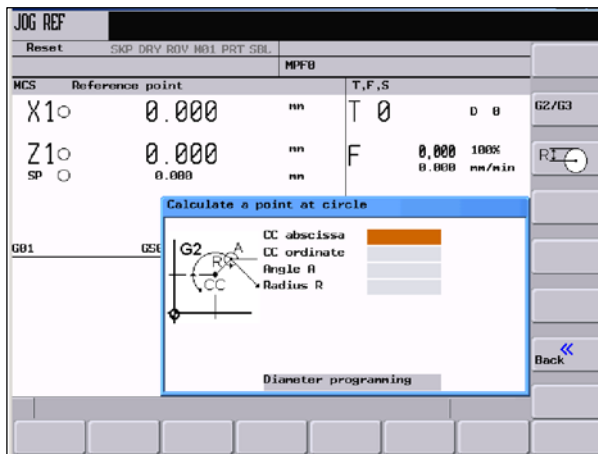 JOG REF
Reset SKP DRY ROV M01 PRT SBL
MPF0
MCS Reference point T,F,S
X1 0.000 mm T 0 D 0 G2/G3
Z1 0.000 mm F 0,000 100%
SP 0.000 mm 0.000 mm/min
R
Calculate a point at circle
G01 G50
CC abscissa
G2 A
CC ordinate
R
Angle A
CC
Radius R
Back
Diameter programming